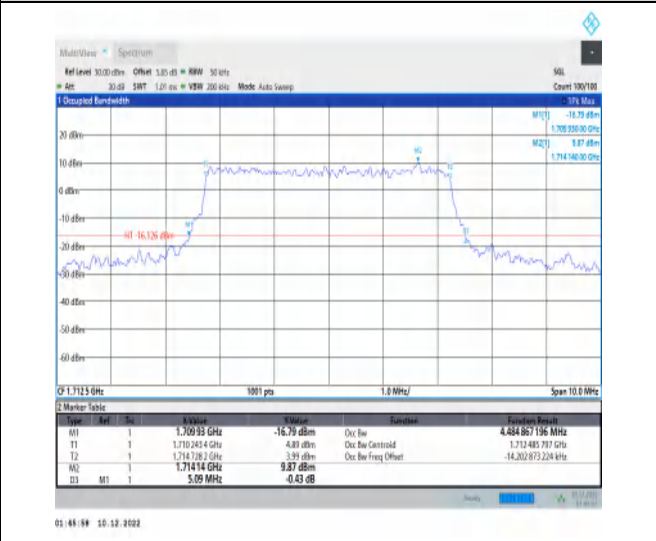 MultiView Spectrum
Ref Level 30.00 dBm Offset 5.85 dB RBW 50 kHz SGL
Att 30 dB SWT 1.01 ms VBW 200 kHz Mode Auto Sweep Count 100/100
1 Occupied Bandwidth 1Pk Max
M1[1] -16.79 dBm
1.709 930 00 GHz
M2[1] 9.87 dBm
1.714 140 00 GHz
20 dBm
M2
10 dBm
0 dBm
-10 dBm
M1
H1 -16.126 dBm
-20 dBm
-30 dBm
-40 dBm
-50 dBm
-60 dBm
CF 1.7125 GHz 1001 pts 1.0 MHz/ Span 10.0 MHz
2 Marker Table
Type Ref Trc X-Value Y-Value Function Function Result
M1 1 1.70993 GHz -16.79 dBm Occ Bw 4.484 867 196 MHz
T1 1 1.710 245 4 GHz 4.89 dBm Occ Bw Centroid 1.712 485 797 GHz
T2 1 1.714 728 2 GHz 3.99 dBm Occ Bw Freq Offset -14.202 873 224 kHz
M2 1 1.71414 GHz 9.87 dBm
D3 M1 1 5.09 MHz -0.43 dB
01:45:58 10.12.2022